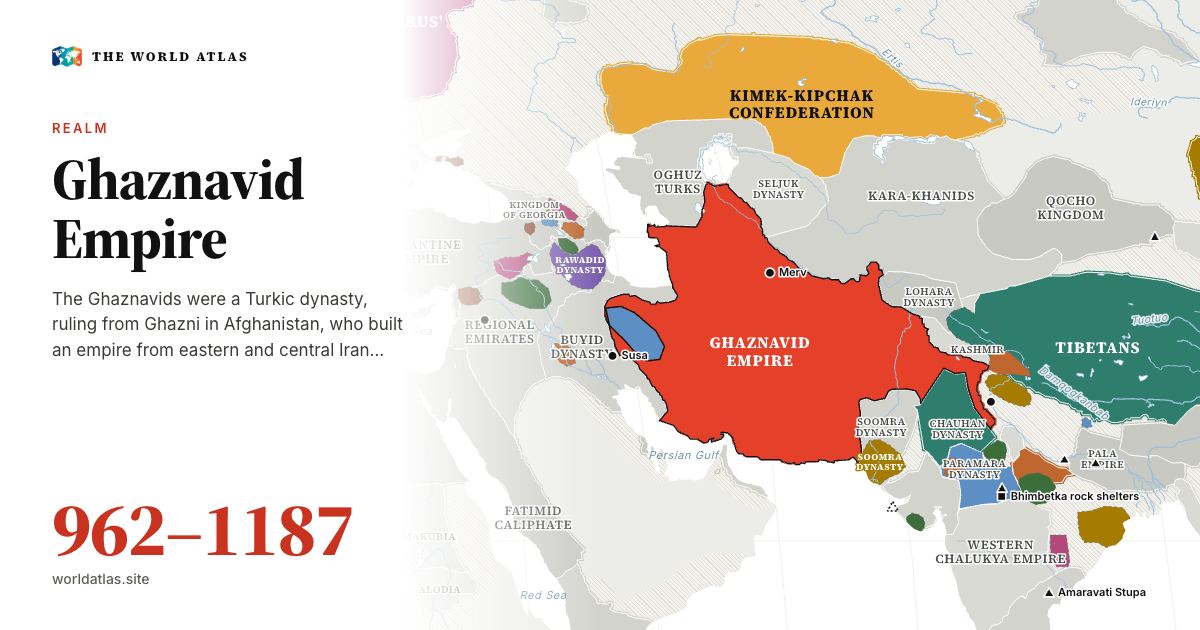 THE WORLD ATLAS
REALM
Ghaznavid
Empire
The Ghaznavids were a Turkic dynasty,
ruling from Ghazni in Afghanistan, who built
an empire from eastern and central Iran...
962–1187
worldatlas.site
RUS'
Ertis
Ideriyn
KIMEK-KIPCHAK
CONFEDERATION
OGHUZ
TURKS
SELJUK
DYNASTY
KARA-KHANIDS
QOCHO
KINGDOM
KINGDOM
OF GEORGIA
RAWADID
DYNASTY
Merv
LOHARA
DYNASTY
REGIONAL
EMIRATES
BUYID
DYNASTY
Susa
GHAZNAVID
EMPIRE
KASHMIR
TIBETANS
Tuotuo
Damqogkanbab
SOOMRA
DYNASTY
CHAUHAN
DYNASTY
SOOMRA
DYNASTY
PARAMARA
DYNASTY
PALA
EMPIRE
Persian Gulf
Bhimbetka rock shelters
FATIMID
CALIPHATE
WESTERN
CHALUKYA EMPIRE
Amaravati Stupa
MAKURIA
ALODIA
Red Sea